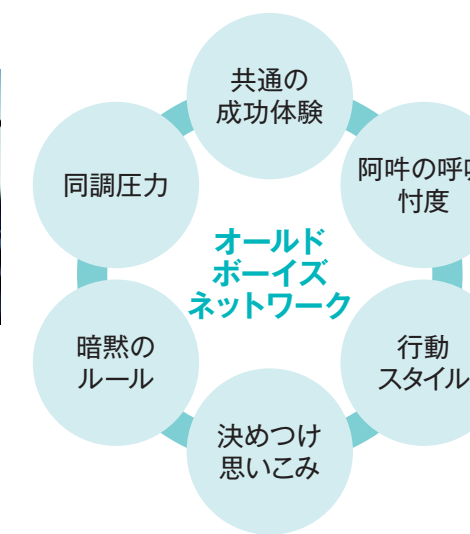 共通の
成功体験
阿吽の呼吸
忖度
行動
スタイル
決めつけ
思いこみ
暗黙の
ルール
同調圧力
オールド
ボーイズ
ネットワーク